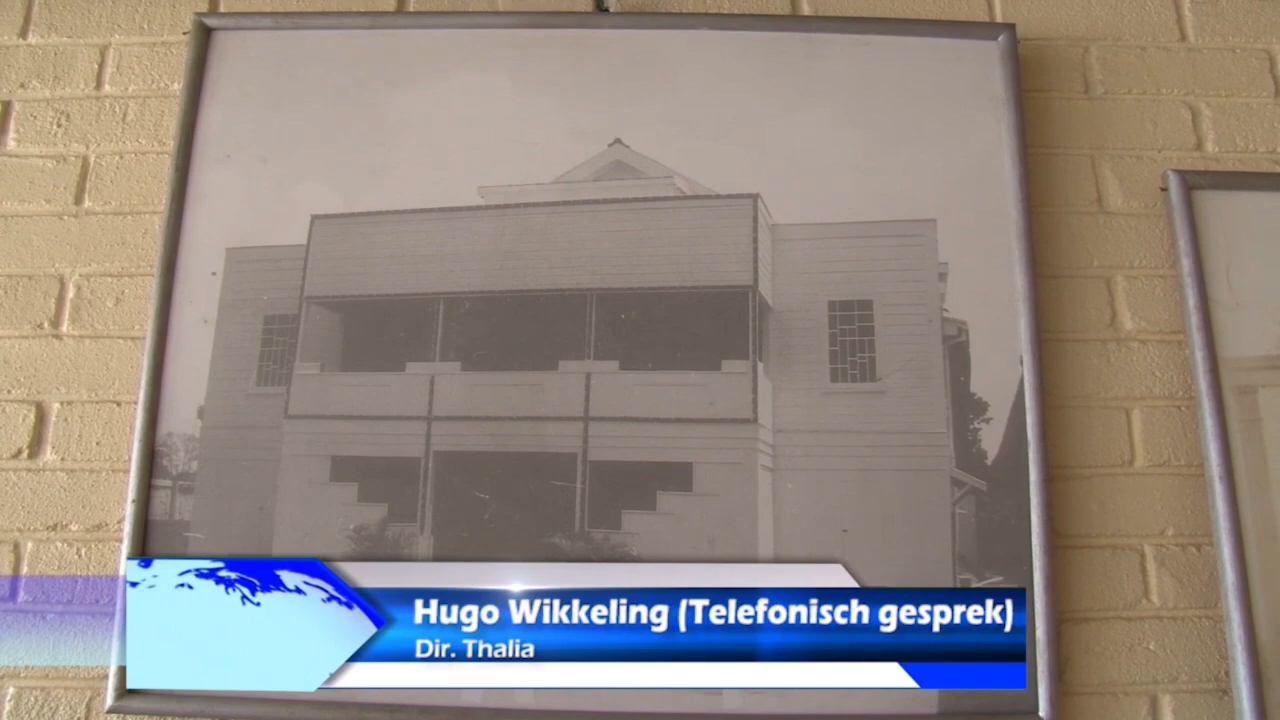 Hugo Wikkeling (Telefonisch gesprek)
Dir. Thalia